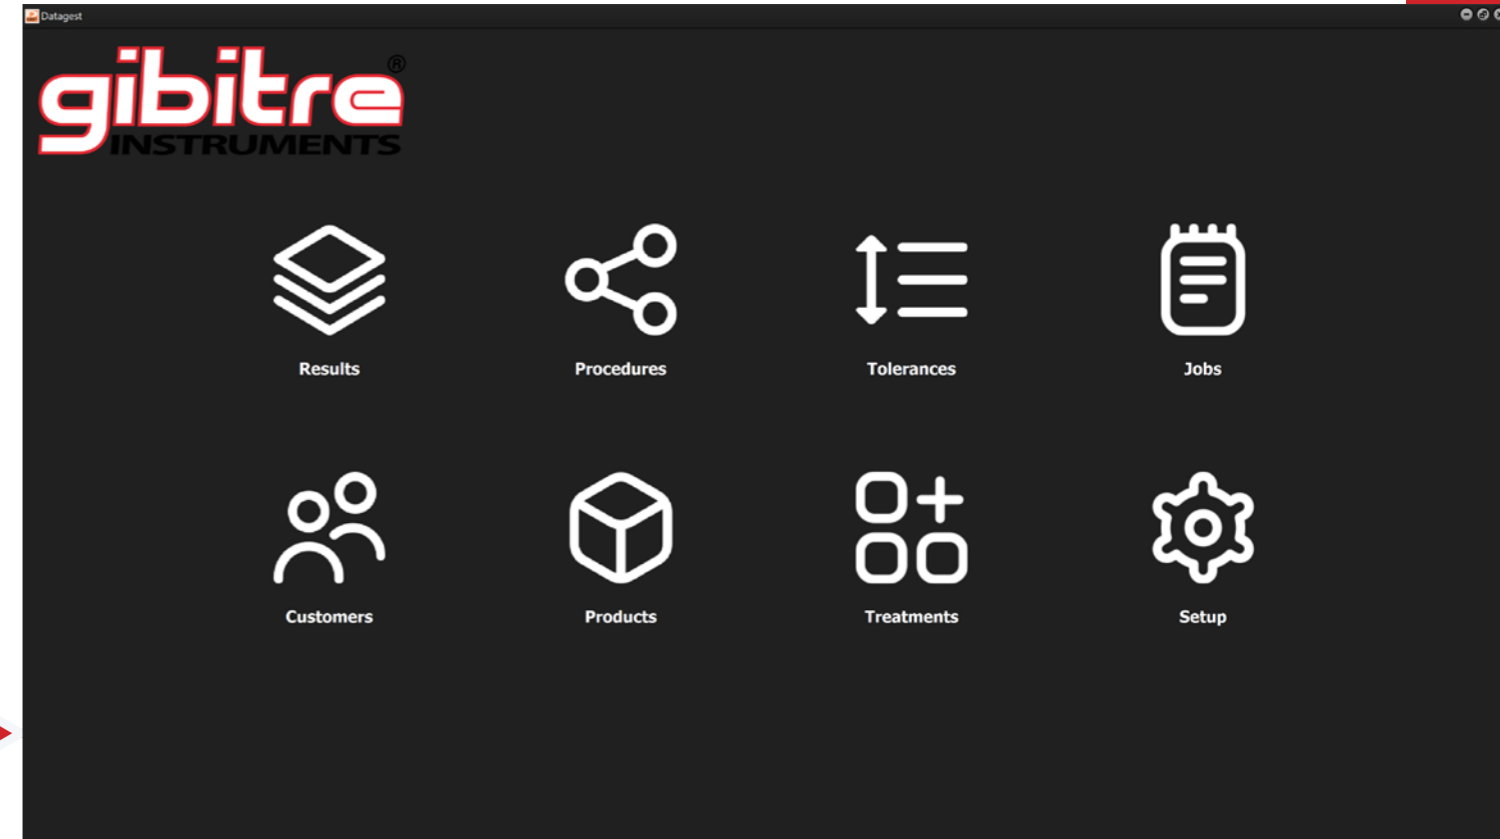 Datagest
gibitre®
INSTRUMENTS
Results Procedures Tolerances Jobs
Customers Products Treatments Setup